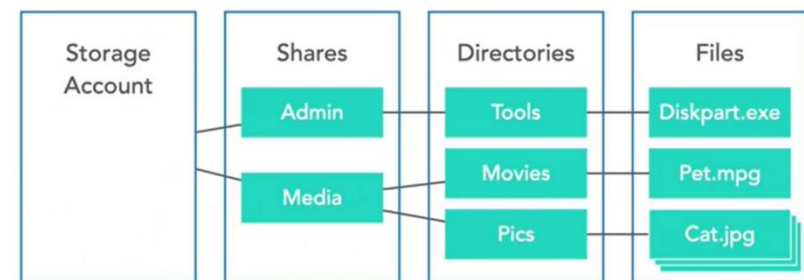 Storage
Account
Shares
Directories
Files
Admin
Tools
Diskpart.exe
Media
Movies
Pet.mpg
Pics
Cat.jpg